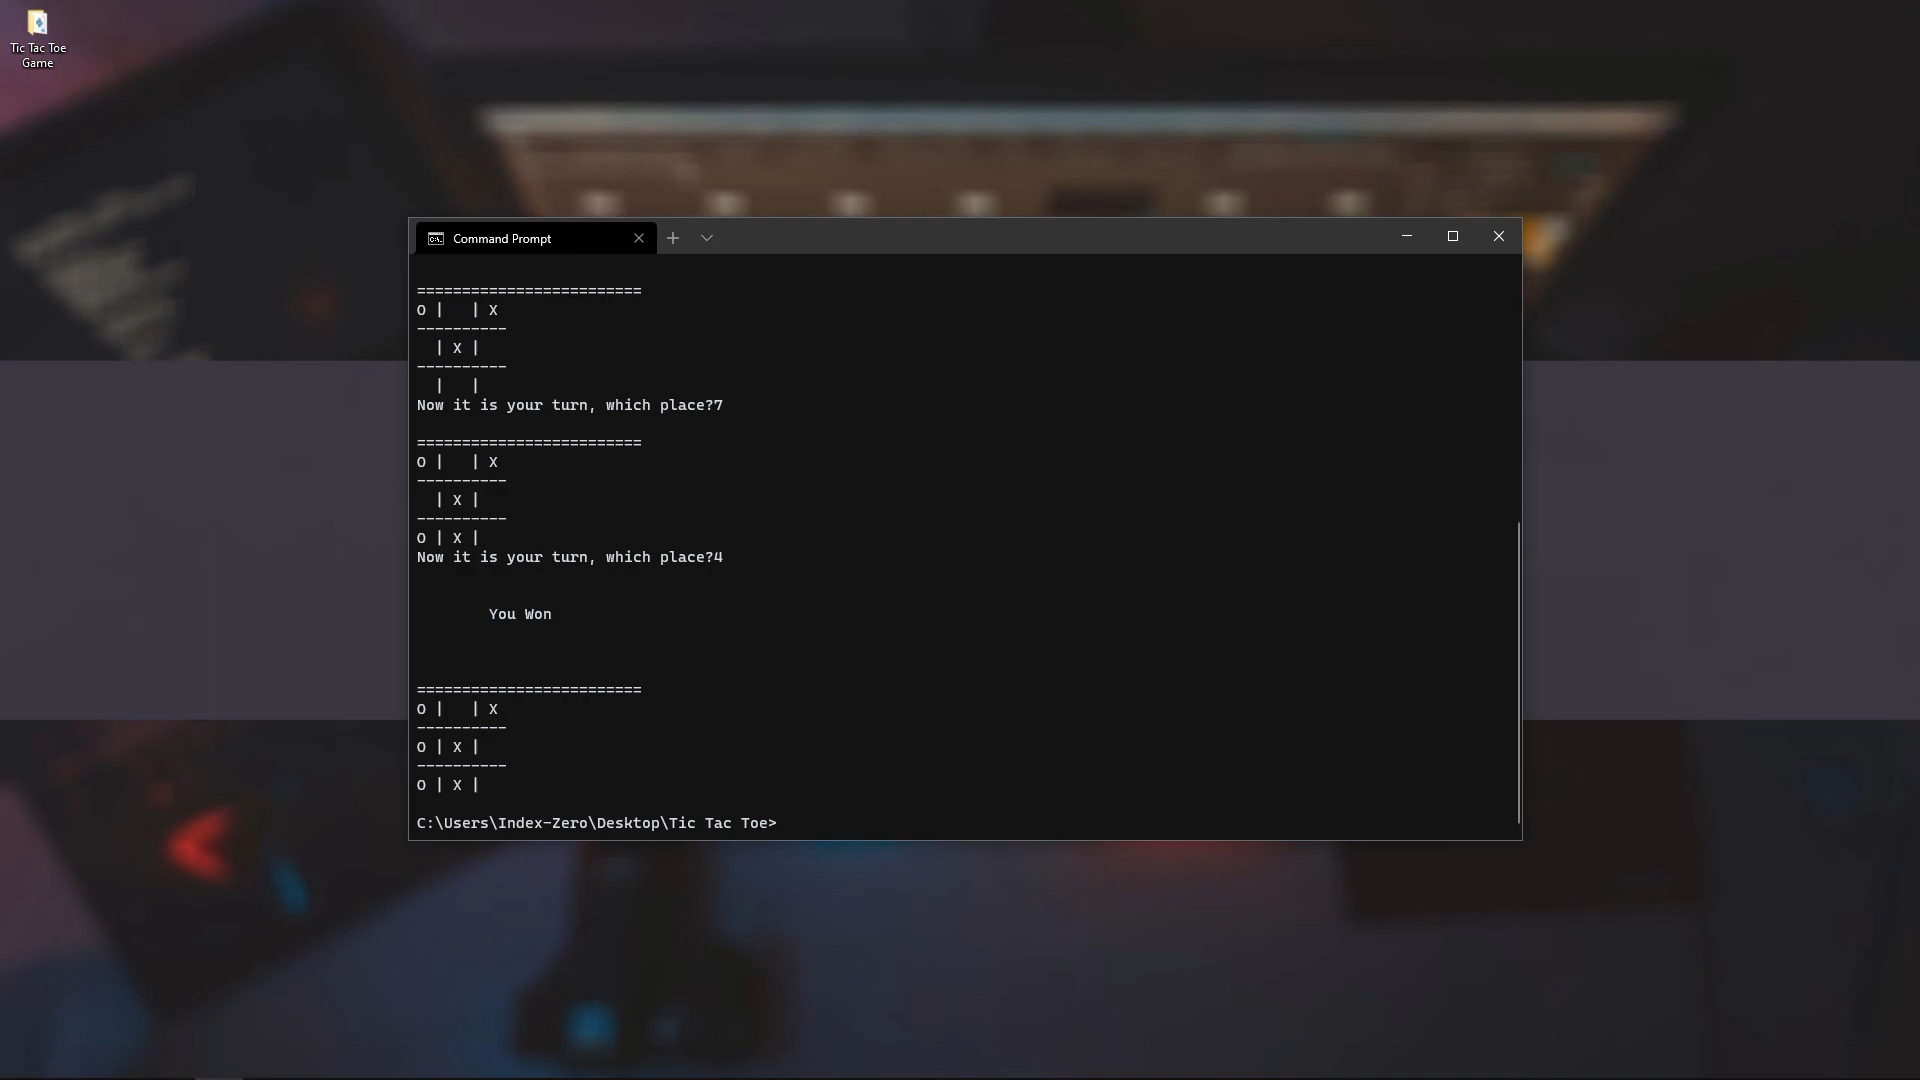 Tic Tac Toe
Game
Command Prompt
=========================
O |   | X
----------
  | X |
----------
  |   |
Now it is your turn, which place?7
=========================
O |   | X
----------
  | X |
----------
O | X |
Now it is your turn, which place?4
You Won
=========================
O |   | X
----------
O | X |
----------
O | X |
C:\Users\Index-Zero\Desktop\Tic Tac Toe>